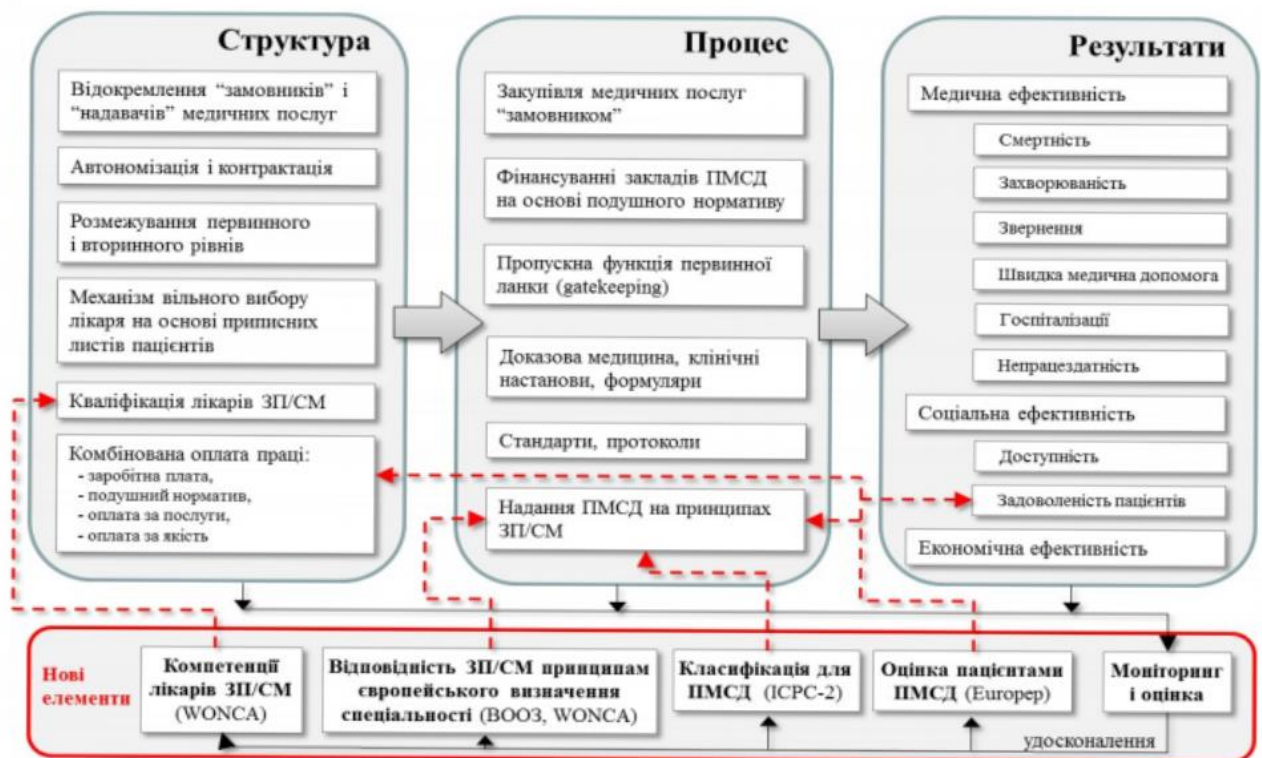 Структура
Відокремлення “замовників” і
“надавачів” медичних послуг
Автономізація і контрактація
Розмежування первинного
і вторинного рівнів
Механізм вільного вибору
лікаря на основі приписних
листів пацієнтів
Кваліфікація лікарів ЗП/СМ
Комбінована оплата праці:
- заробітна плата,
- подушний норматив,
- оплата за послуги,
- оплата за якість
Процес
Закупівля медичних послуг
“замовником”
Фінансуванні закладів ПМСД
на основі подушного нормативу
Пропускна функція первинної
ланки (gatekeeping)
Доказова медицина, клінічні
настанови, формуляри
Стандарти, протоколи
Надання ПМСД на принципах
ЗП/СМ
Результати
Медична ефективність
Смертність
Захворюваність
Звернення
Швидка медична допомога
Госпіталізації
Непрацездатність
Соціальна ефективність
Доступність
Задоволеність пацієнтів
Економічна ефективність
Нові
елементи
Компетенції
лікарів ЗП/СМ
(WONCA)
Відповідність ЗП/СМ принципам
європейського визначення
спеціальності (ВООЗ, WONCA)
Класифікація для
ПМСД (ICPC-2)
Оцінка пацієнтами
ПМСД (Europep)
Моніторинг
і оцінка
удосконалення